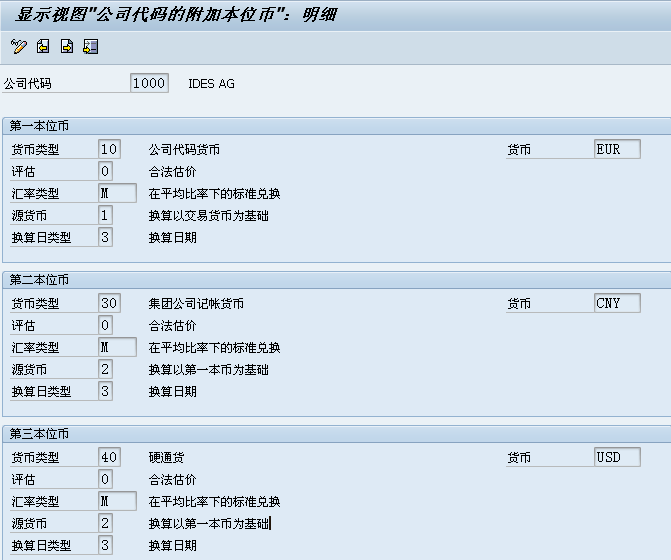 显示视图"公司代码的附加本位币": 明细
公司代码 1000 IDES AG
第一本位币
货币类型 10 公司代码货币 货币 EUR
评估 0 合法估价
汇率类型 M 在平均比率下的标准兑换
源货币 1 换算以交易货币为基础
换算日类型 3 换算日期
第二本位币
货币类型 30 集团公司记帐货币 货币 CNY
评估 0 合法估价
汇率类型 M 在平均比率下的标准兑换
源货币 2 换算以第一本币为基础
换算日类型 3 换算日期
第三本位币
货币类型 40 硬通货 货币 USD
评估 0 合法估价
汇率类型 M 在平均比率下的标准兑换
源货币 2 换算以第一本币为基础
换算日类型 3 换算日期